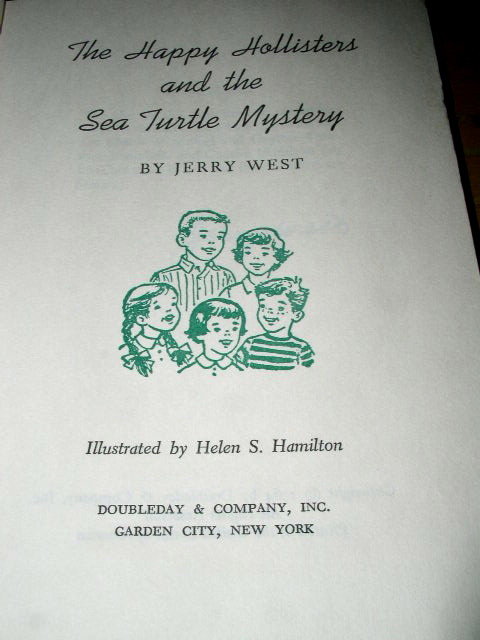 The Happy Hollisters
and the
Sea Turtle Mystery
BY JERRY WEST
Illustrated by Helen S. Hamilton
DOUBLEDAY & COMPANY, INC.
GARDEN CITY, NEW YORK